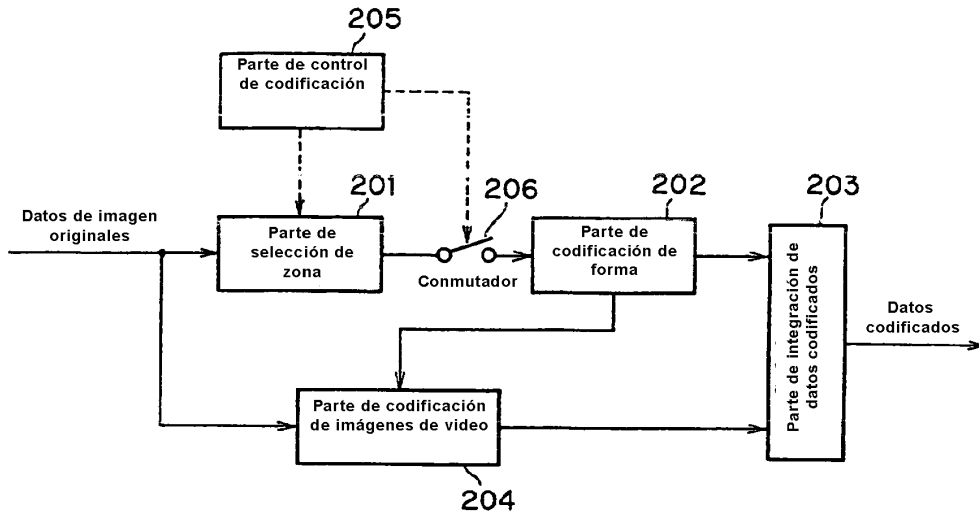 205
Parte de control
de codificación
201
206
202
203
Datos de imagen
originales
Parte de
selección de
zona
Conmutador
Parte de
codificación de
forma
Parte de integración de
datos codificados
Datos
codificados
Parte de codificación
de imágenes de video
204